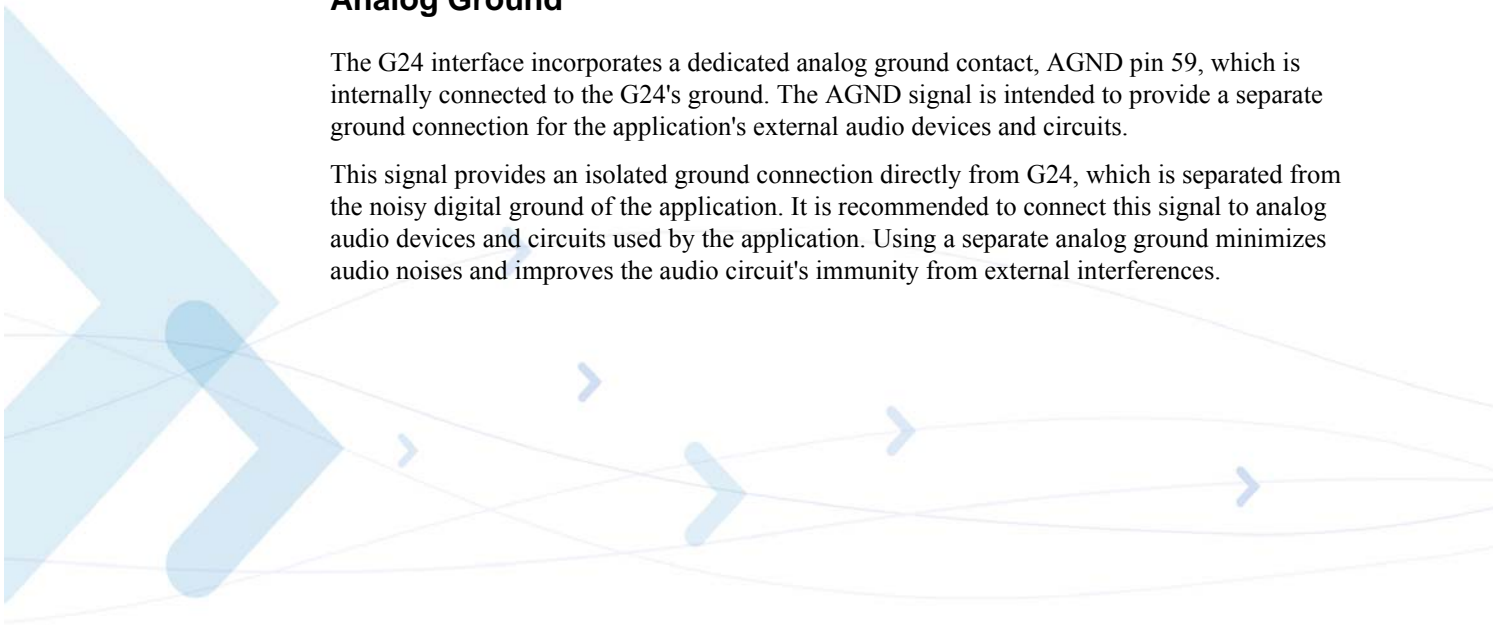 Analog Ground
The G24 interface incorporates a dedicated analog ground contact, AGND pin 59, which is
internally connected to the G24's ground. The AGND signal is intended to provide a separate
ground connection for the application's external audio devices and circuits.
This signal provides an isolated ground connection directly from G24, which is separated from
the noisy digital ground of the application. It is recommended to connect this signal to analog
audio devices and circuits used by the application. Using a separate analog ground minimizes
audio noises and improves the audio circuit's immunity from external interferences.